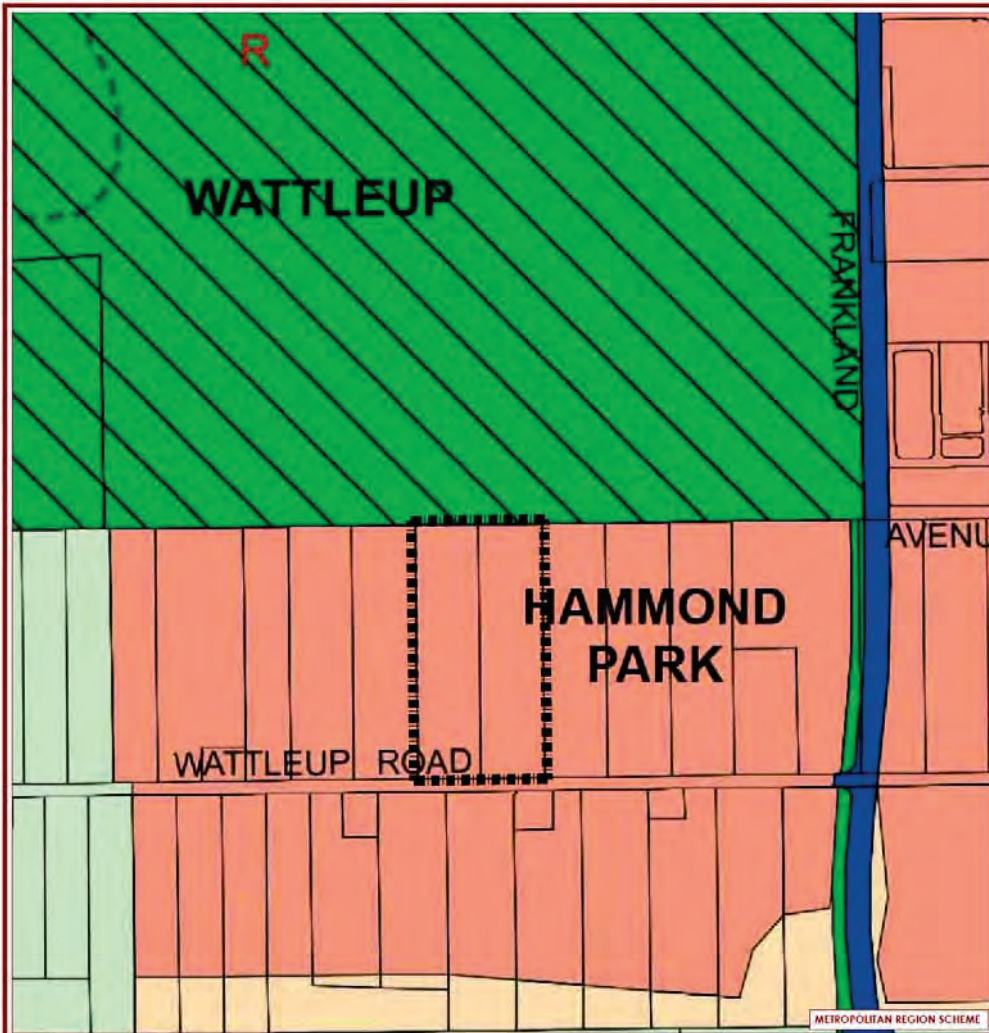 R
WATTLEUP
FRANKLAND
AVENU
HAMMOND
PARK
WATTLEUP ROAD
METROPOLITAN REGION SCHEME